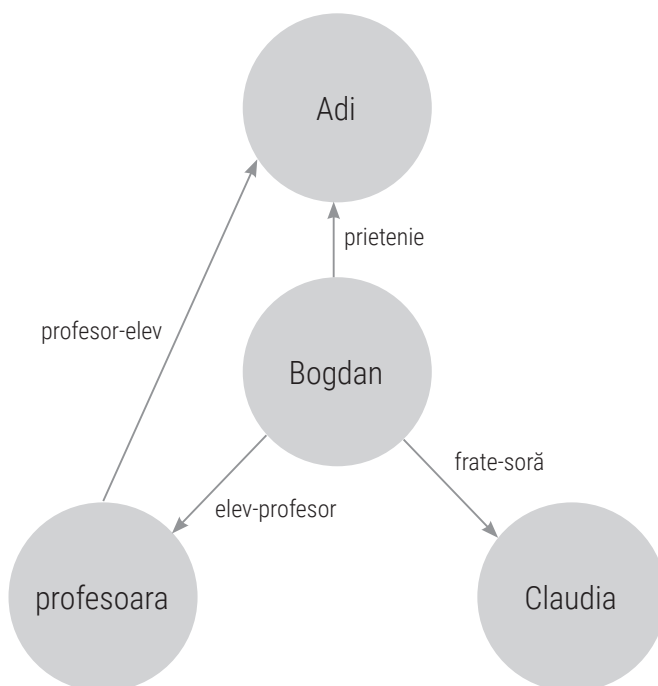 Adi
prietenie
profesor-elev
Bogdan
frate-soră
elev-profesor
profesoara
Claudia